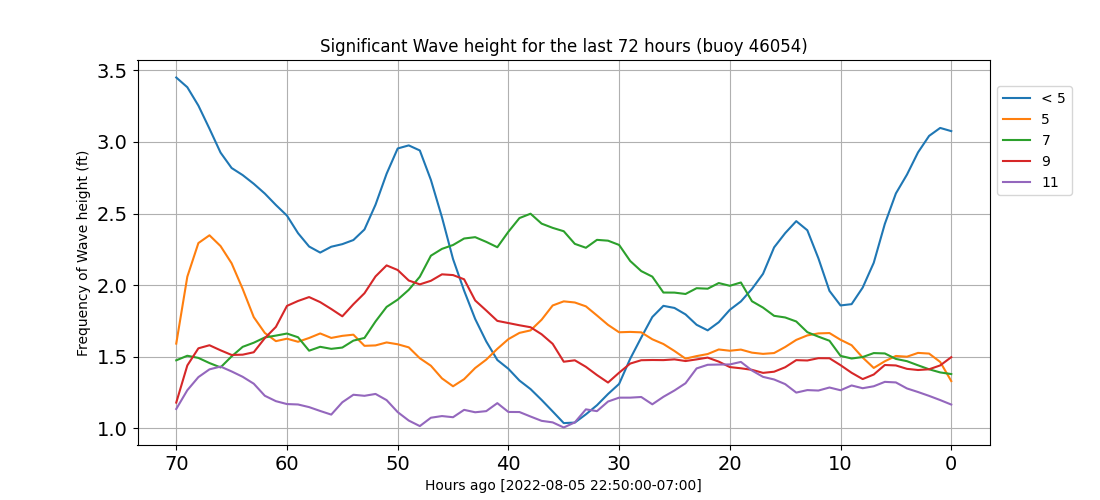 Significant Wave height for the last 72 hours (buoy 46054)
Frequency of Wave height (ft)
3.5
3.0
2.5
2.0
1.5
1.0
70 60 50 40 30 20 10 0
Hours ago [2022-08-05 22:50:00-07:00]
< 5
5
7
9
11